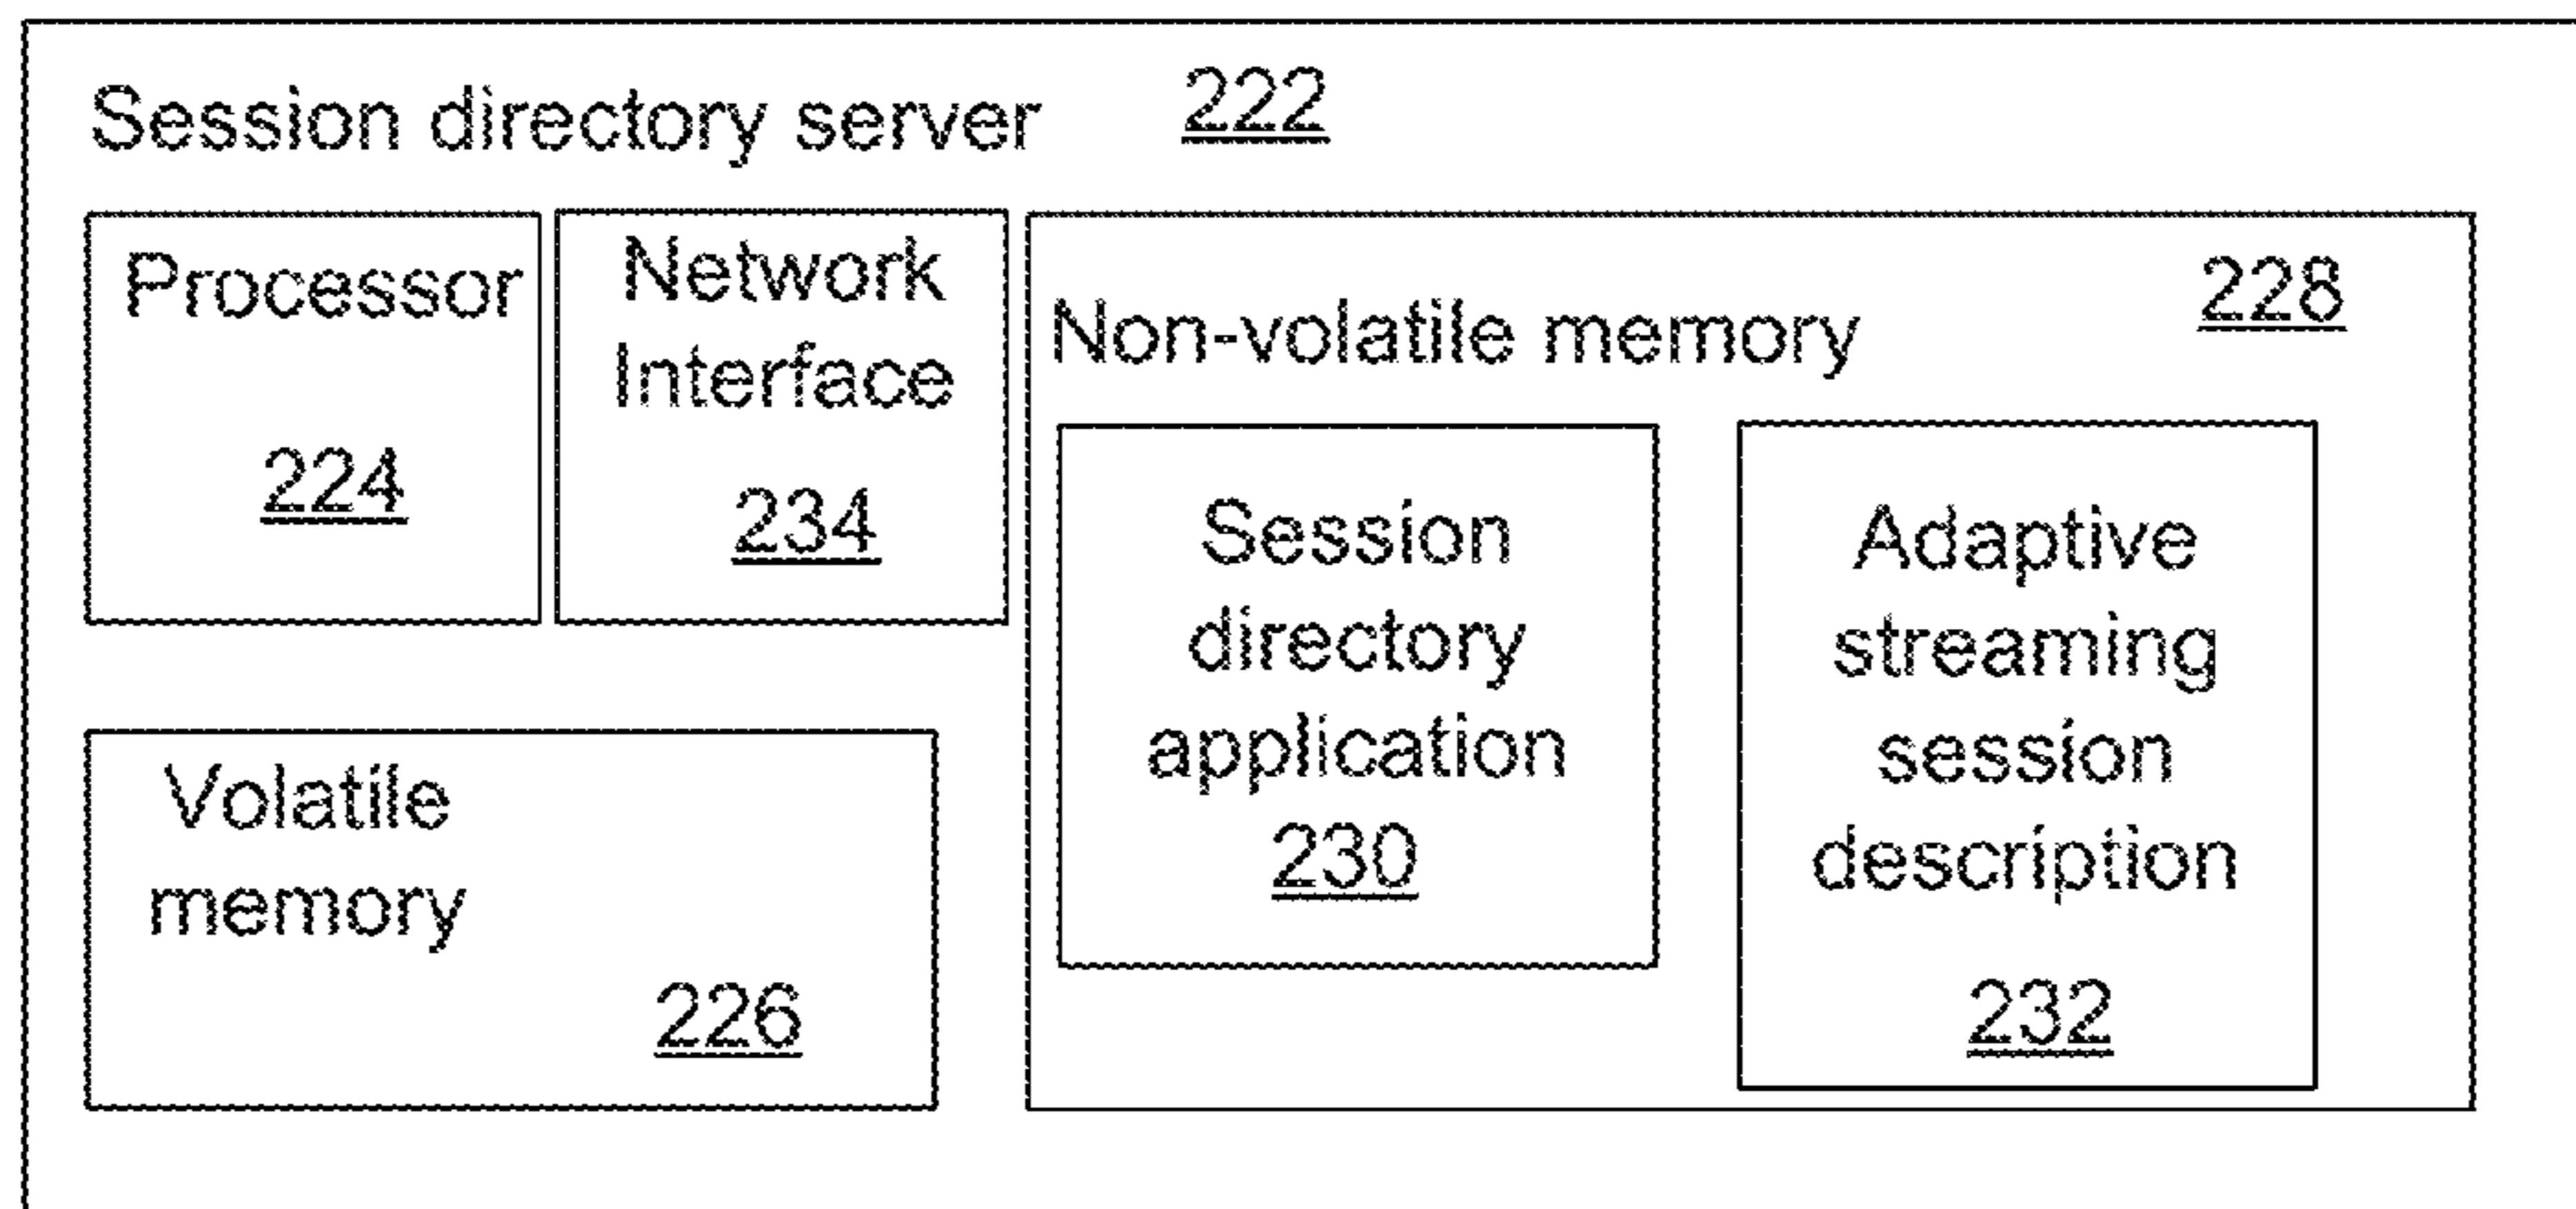 Session directory server 222
Processor
224
Network
Interface
234
Non-volatile memory 228
Session
directory
application
230
Adaptive
streaming
session
description
232
Volatile
memory
226